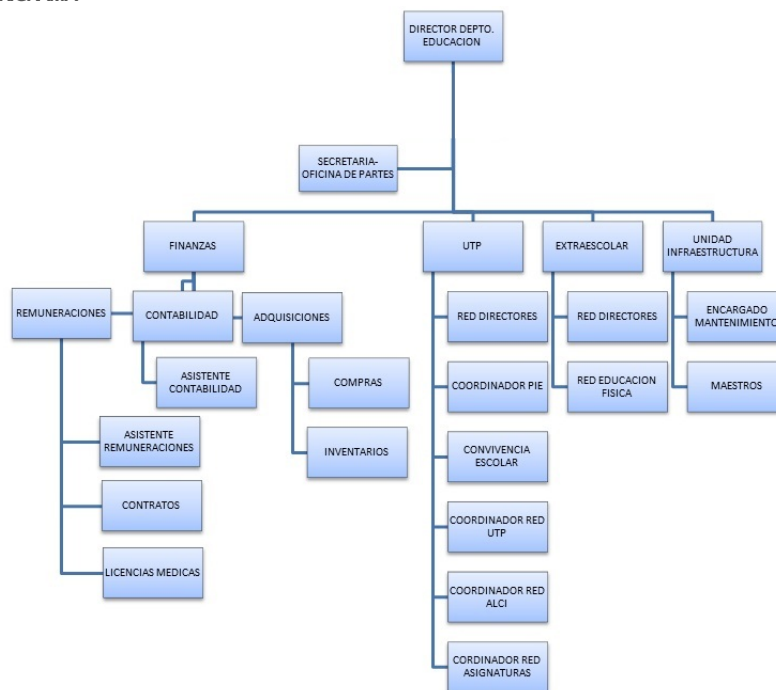 DIRECTOR DEPTO.
EDUCACION
SECRETARIA-
OFICINA DE PARTES
FINANZAS
UTP
EXTRAESCOLAR
UNIDAD
INFRAESTRUCTURA
REMUNERACIONES
CONTABILIDAD
ADQUISICIONES
RED DIRECTORES
RED DIRECTORES
ENCARGADO
MANTENIMIENTO
ASISTENTE
CONTABILIDAD
COMPRAS
COORDINADOR PIE
RED EDUCACION
FISICA
MAESTROS
ASISTENTE
REMUNERACIONES
INVENTARIOS
CONVIVENCIA
ESCOLAR
CONTRATOS
COORDINADOR RED
UTP
LICENCIAS MEDICAS
COORDINADOR RED
ALCI
CORDINADOR RED
ASIGNATURAS